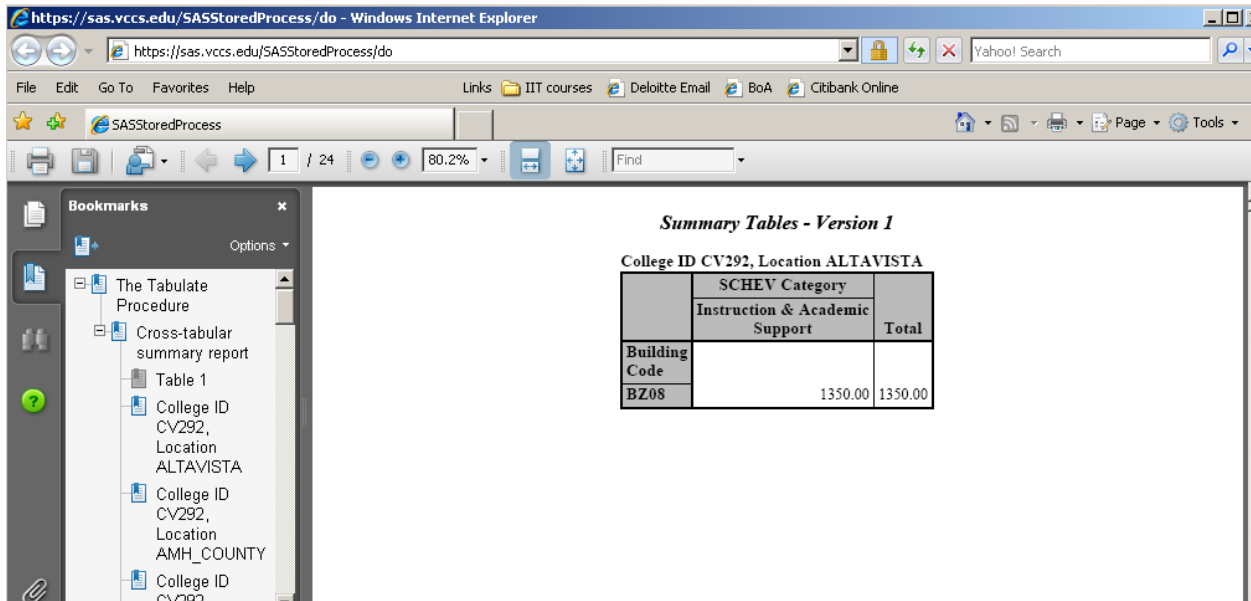 https://sas.vccs.edu/SASStoredProcess/do - Windows Internet Explorer
https://sas.vccs.edu/SASStoredProcess/do
Yahoo! Search
File Edit Go To Favorites Help
Links IIT courses Deloitte Email BoA Citibank Online
SASStoredProcess
Page Tools
1 / 24 80.2% Find
Bookmarks
Options
The Tabulate
Procedure
Cross-tabular
summary report
Table 1
College ID
CV292,
Location
ALTAVISTA
College ID
CV292,
Location
AMH_COUNTY
College ID
CV292
Summary Tables - Version 1
College ID CV292, Location ALTAVISTA
SCHEV Category
Instruction & Academic
Support Total
Building
Code
BZ08 1350.00 1350.00